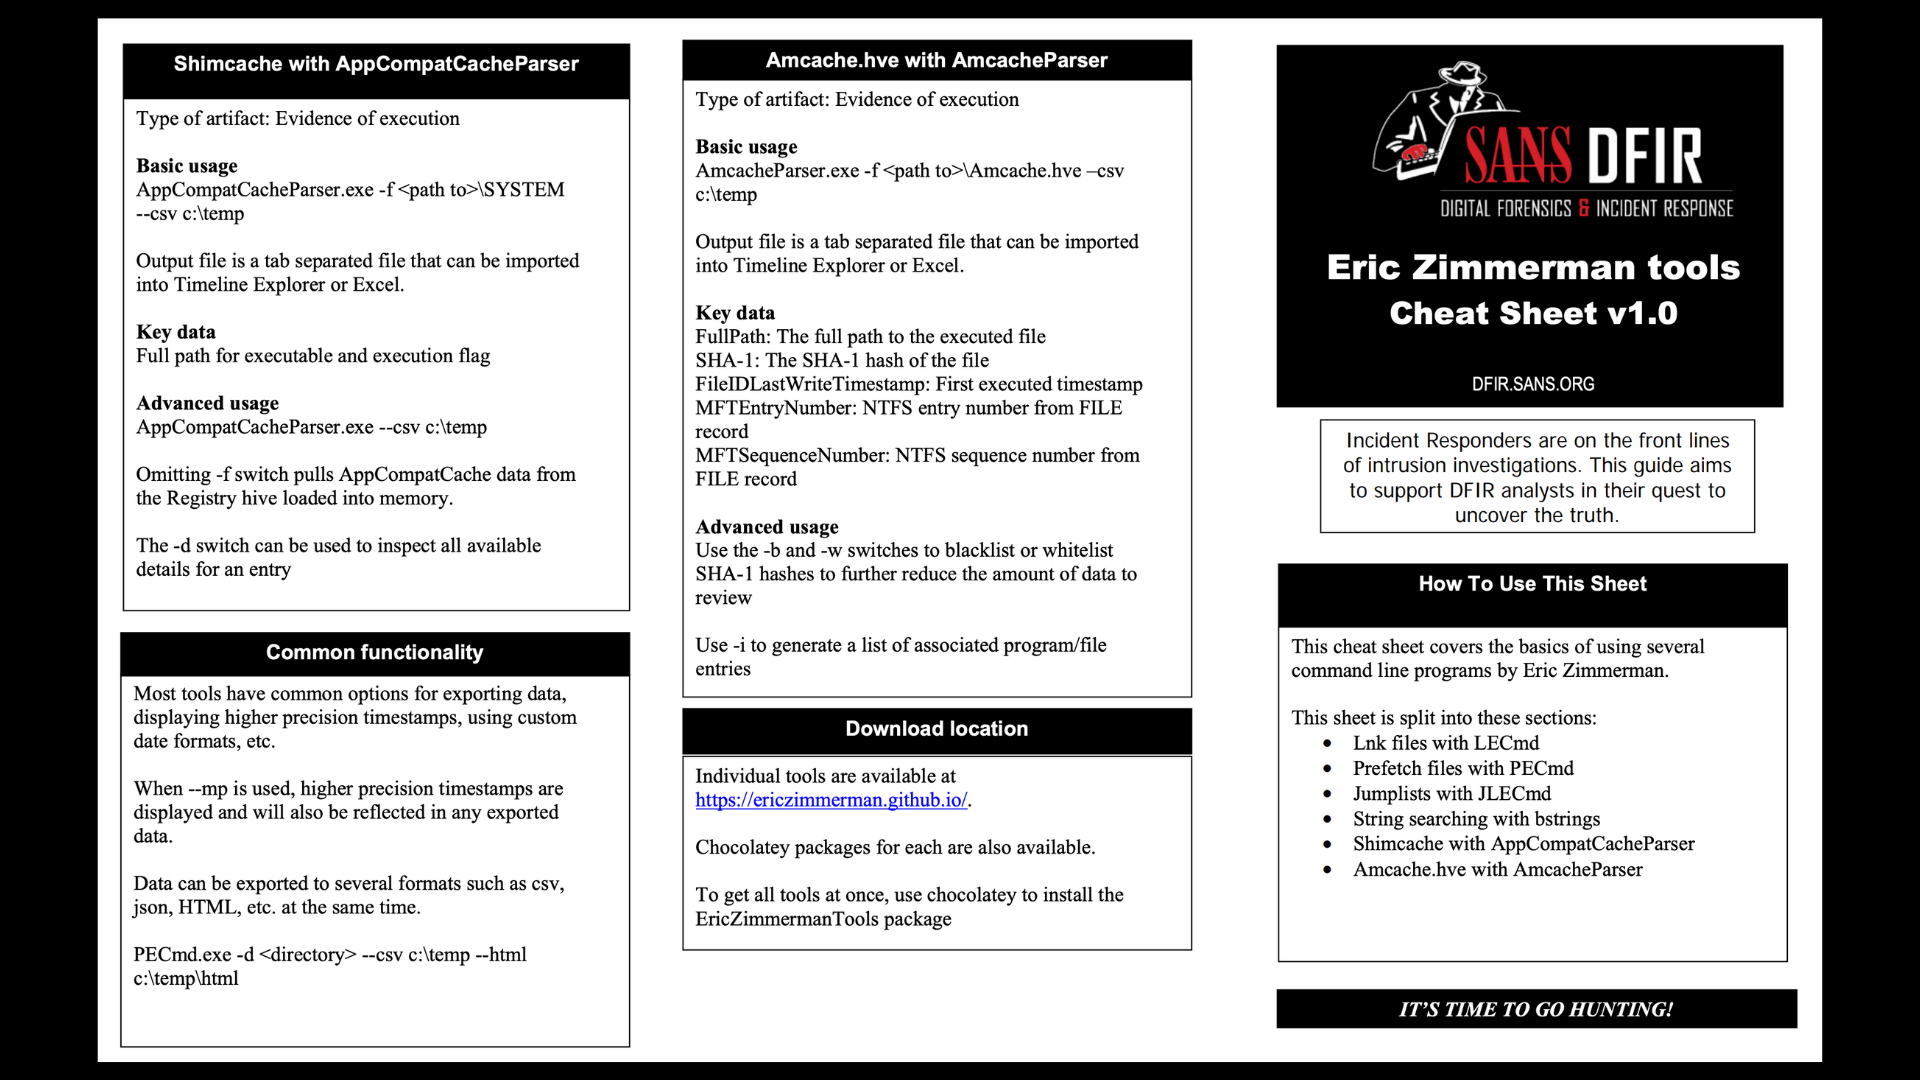 Shimcache with AppCompatCacheParser
Type of artifact: Evidence of execution
Basic usage
AppCompatCacheParser.exe -f <path to>\SYSTEM
--csv c:\temp
Output file is a tab separated file that can be imported
into Timeline Explorer or Excel.
Key data
Full path for executable and execution flag
Advanced usage
AppCompatCacheParser.exe --csv c:\temp
Omitting -f switch pulls AppCompatCache data from
the Registry hive loaded into memory.
The -d switch can be used to inspect all available
details for an entry
Common functionality
Most tools have common options for exporting data,
displaying higher precision timestamps, using custom
date formats, etc.
When --mp is used, higher precision timestamps are
displayed and will also be reflected in any exported
data.
Data can be exported to several formats such as csv,
json, HTML, etc. at the same time.
PECmd.exe -d <directory> --csv c:\temp --html
c:\temp\html
Amcache.hve with AmcacheParser
Type of artifact: Evidence of execution
Basic usage
AmcacheParser.exe -f <path to>\Amcache.hve –csv
c:\temp
Output file is a tab separated file that can be imported
into Timeline Explorer or Excel.
Key data
FullPath: The full path to the executed file
SHA-1: The SHA-1 hash of the file
FileIDLastWriteTimestamp: First executed timestamp
MFTEntryNumber: NTFS entry number from FILE
record
MFTSequenceNumber: NTFS sequence number from
FILE record
Advanced usage
Use the -b and -w switches to blacklist or whitelist
SHA-1 hashes to further reduce the amount of data to
review
Use -i to generate a list of associated program/file
entries
Download location
Individual tools are available at
https://ericzimmerman.github.io/.
Chocolatey packages for each are also available.
To get all tools at once, use chocolatey to install the
EricZimmermanTools package
SANS DFIR
DIGITAL FORENSICS & INCIDENT RESPONSE
Eric Zimmerman tools
Cheat Sheet v1.0
DFIR.SANS.ORG
Incident Responders are on the front lines
of intrusion investigations. This guide aims
to support DFIR analysts in their quest to
uncover the truth.
How To Use This Sheet
This cheat sheet covers the basics of using several
command line programs by Eric Zimmerman.
This sheet is split into these sections:
• Lnk files with LECmd
• Prefetch files with PECmd
• Jumplists with JLECmd
• String searching with bstrings
• Shimcache with AppCompatCacheParser
• Amcache.hve with AmcacheParser
IT’S TIME TO GO HUNTING!